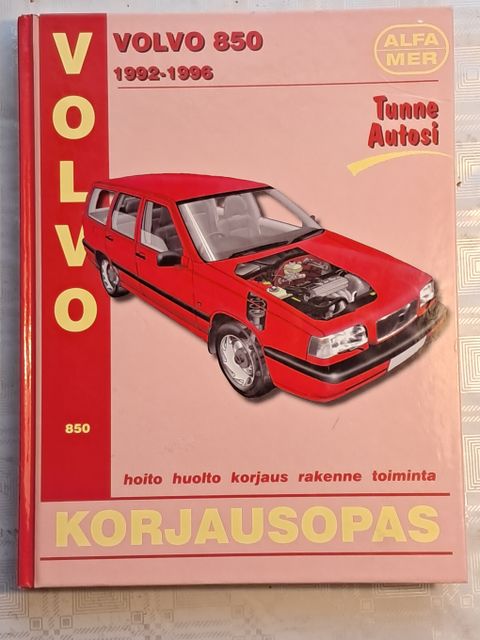 VOLVO
VOLVO 850
1992-1996
ALFA
MER
Tunne
Autosi
850
hoito huolto korjaus rakenne toiminta
KORJAUSOPAS